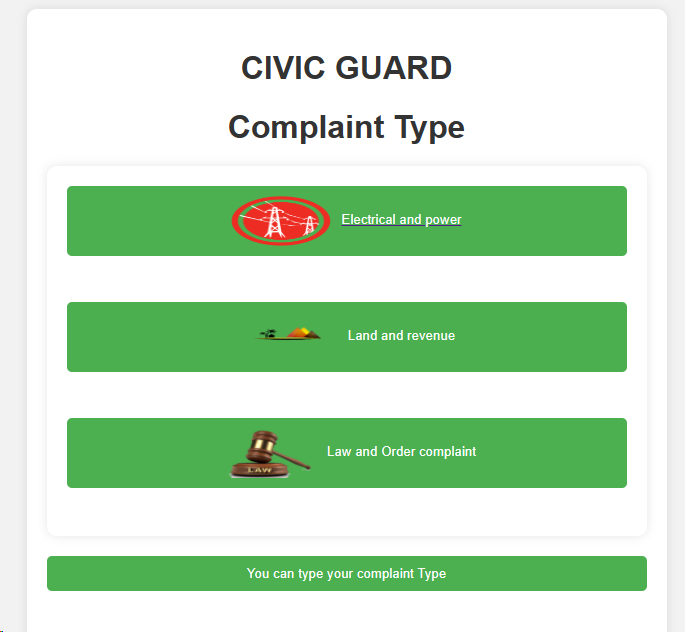 CIVIC GUARD
Complaint Type
Electrical and power
Land and revenue
LAW
Law and Order complaint
You can type your complaint Type